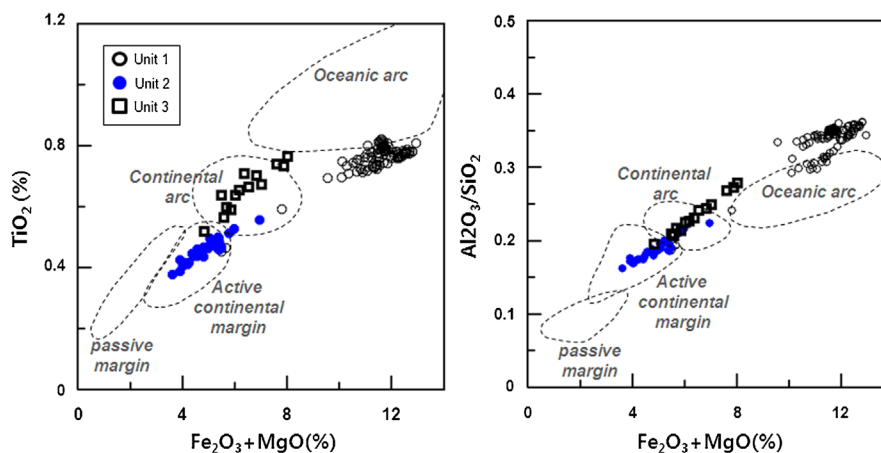 1.2
0.8
0.4
0
TiO2 (%)
Unit 1
Unit 2
Unit 3
Oceanic arc
Continental
arc
Active
continental
margin
passive
margin
0
4
8
12
Fe2O3+MgO(%)
0.5
0.4
0.3
0.2
0.1
0
Al2O3/SiO2
Continental
arc
Oceanic arc
Active
continental
margin
passive
margin
0
4
8
12
Fe2O3+MgO(%)